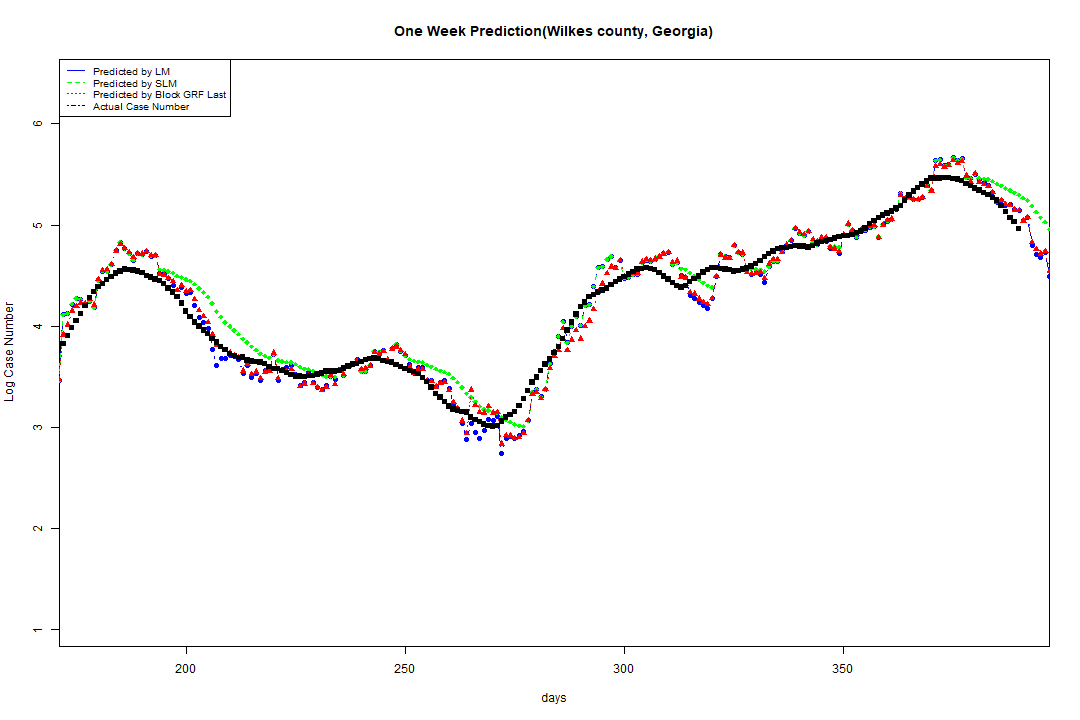 One Week Prediction(Wilkes county, Georgia)
Predicted by LM
Predicted by SLM
Predicted by Block GRF Last
Actual Case Number
Log Case Number
6
5
4
3
2
1
200 250 300 350
days